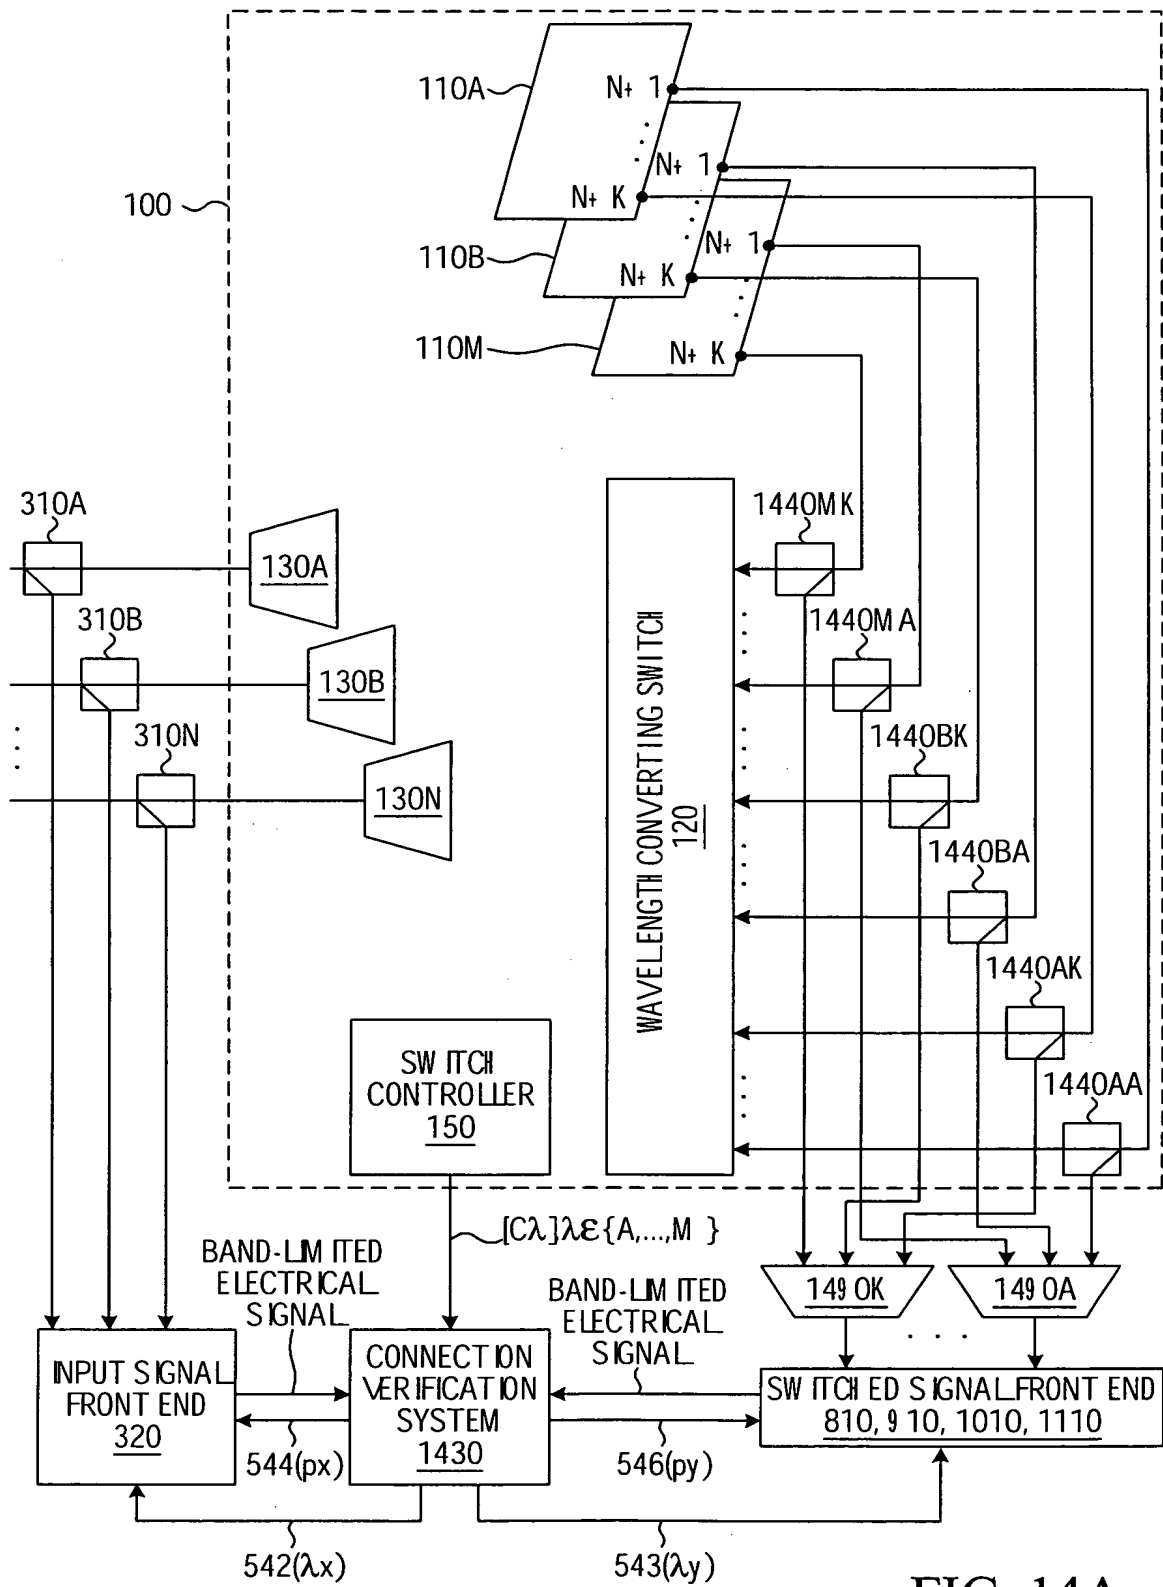 110A
N+ 1
N+ K
110B
N+ 1
N+ K
110M
N+ 1
N+ K
100
310A
130A
310B
130B
310N
130N
WAVELENGTH CONVERTING SWITCH
120
1440MK
1440MA
1440BK
1440BA
1440AK
1440AA
SWITCH
CONTROLLER
150
[Cλ]λε{A,...,M }
BAND-LIMITED
ELECTRICAL
SIGNAL
BAND-LIMITED
ELECTRICAL
SIGNAL
1490K
1490A
INPUT SIGNAL
FRONT END
320
CONNECTION
VERIFICATION
SYSTEM
1430
SWITCHED SIGNAL FRONT END
810, 910, 1010, 1110
544(px)
546(py)
542(λx)
543(λy)
FIG. 14A